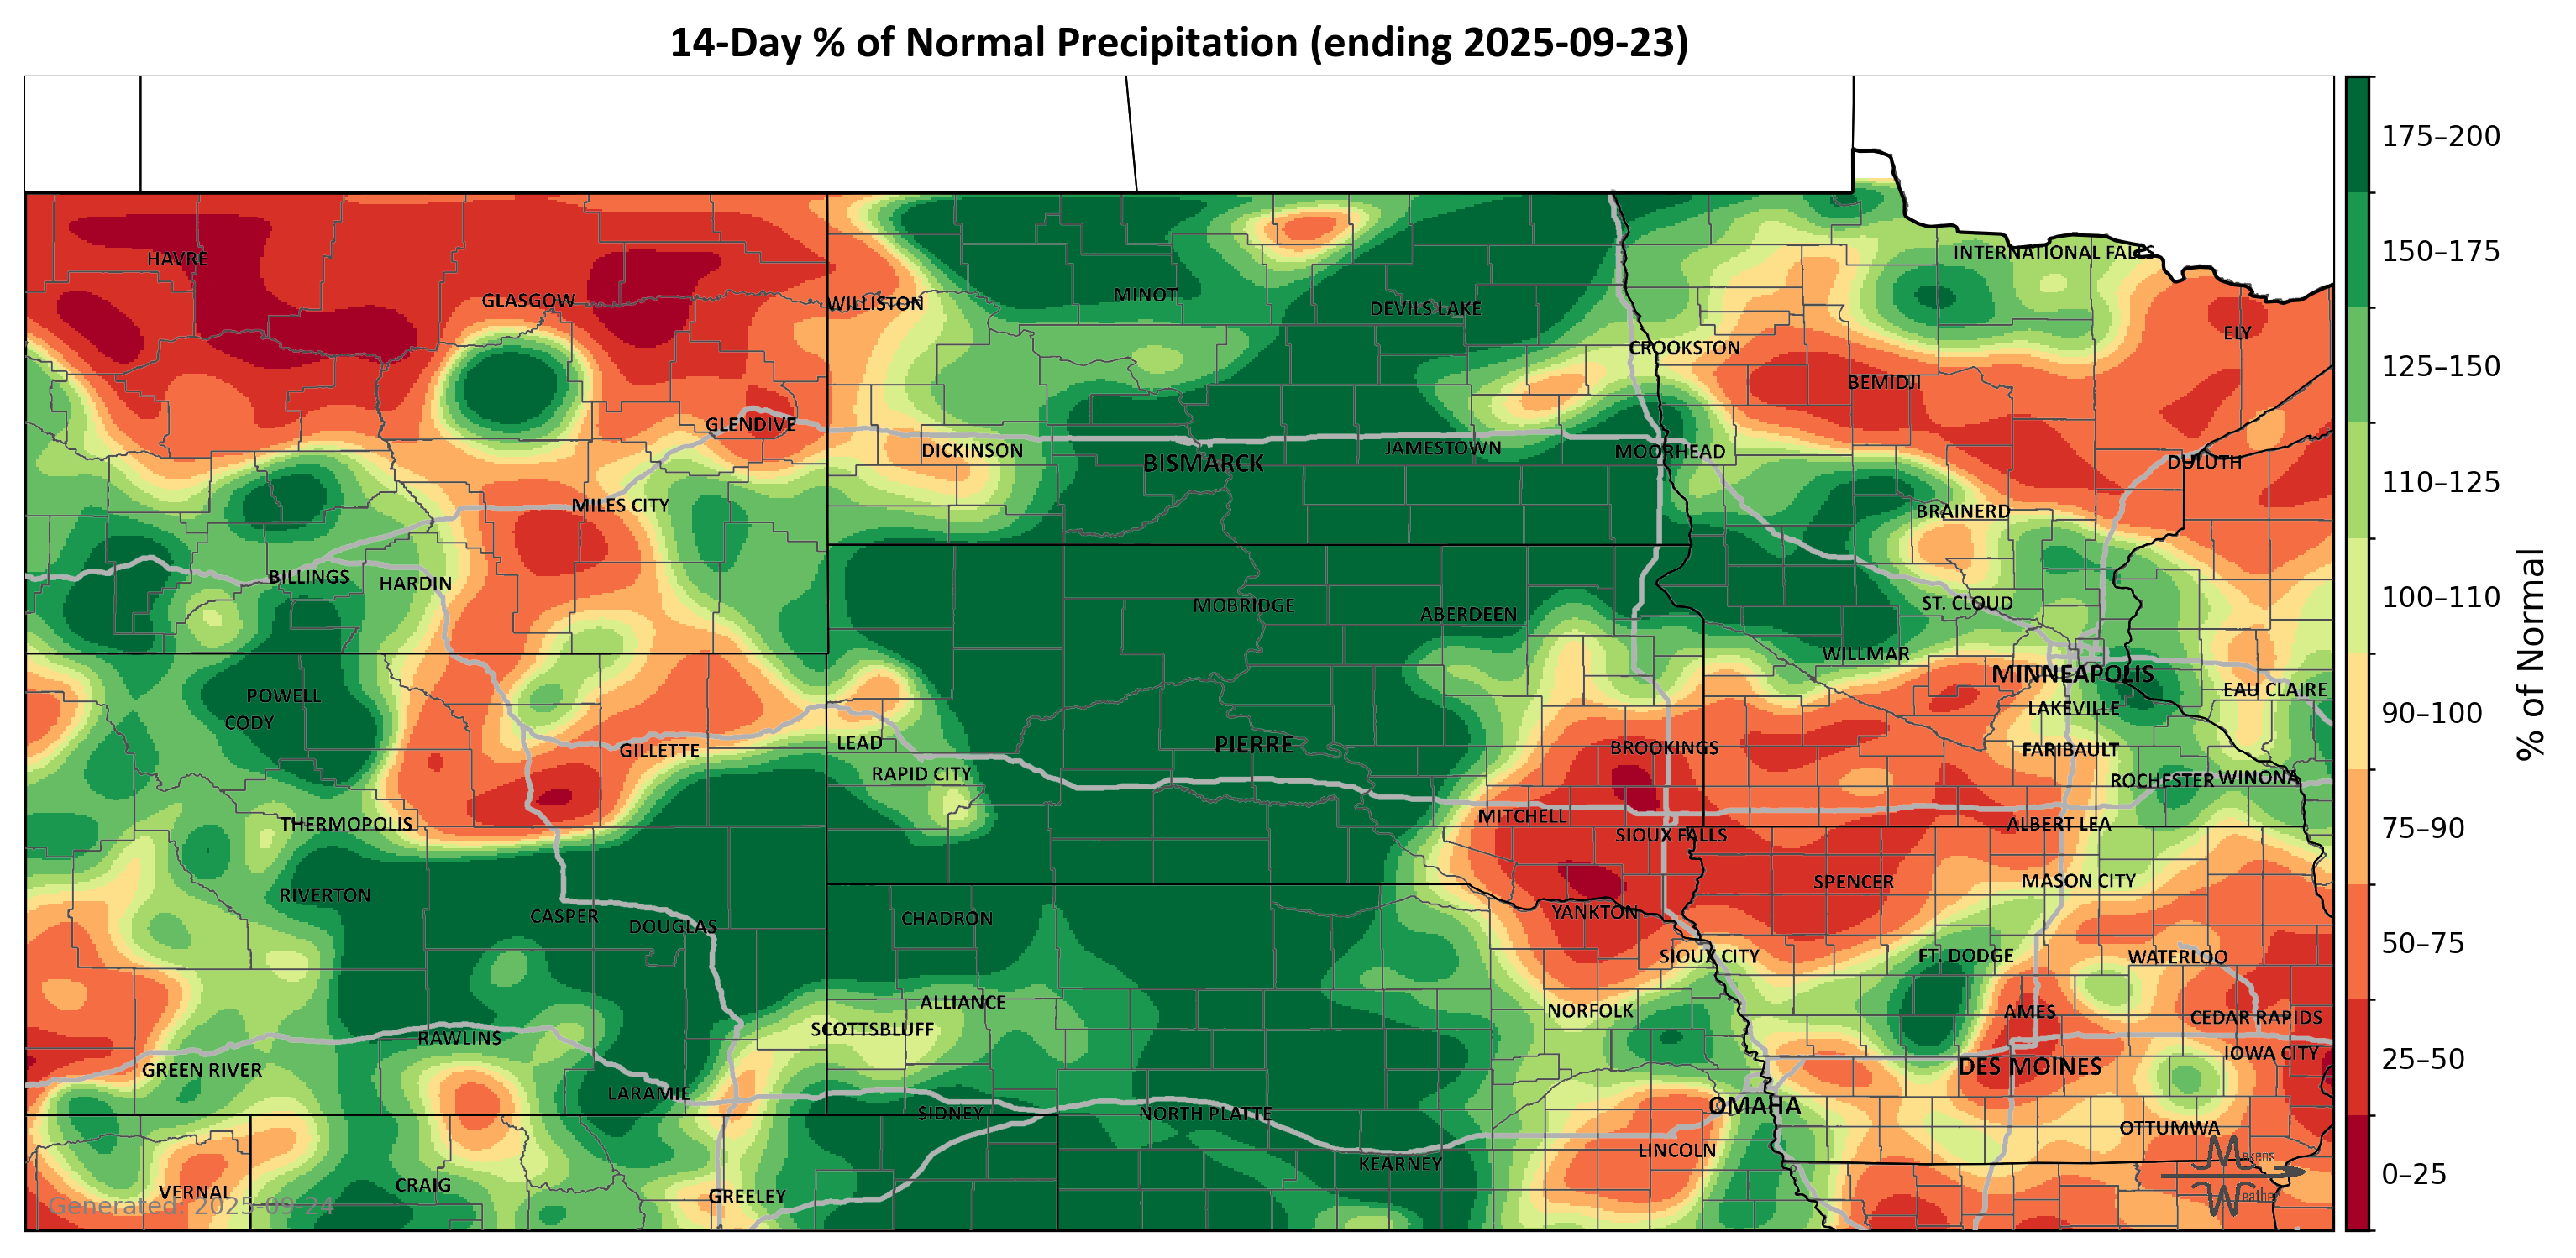 14-Day % of Normal Precipitation (ending 2025-09-23)
175–200
150–175
125–150
110–125
100–110
90–100
75–90
50–75
25–50
0–25
% of Normal
HAVRE
GLASGOW
WILLISTON
MINOT
DEVILS LAKE
INTERNATIONAL FALLS
ELY
CROOKSTON
BEMIDJI
GLENDIVE
DICKINSON
BISMARCK
JAMESTOWN
MOORHEAD
DULUTH
MILES CITY
BRAINERD
BILLINGS
HARDIN
MOBRIDGE
ABERDEEN
ST. CLOUD
WILLMAR
MINNEAPOLIS
POWELL
CODY
EAU CLAIRE
LAKEVILLE
GILLETTE
LEAD
PIERRE
BROOKINGS
FARIBAULT
RAPID CITY
ROCHESTER
WINONA
THERMOPOLIS
MITCHELL
SIOUX FALLS
ALBERT LEA
RIVERTON
CASPER
DOUGLAS
CHADRON
YANKTON
SPENCER
MASON CITY
SIOUX CITY
FT. DODGE
WATERLOO
ALLIANCE
SCOTTSBLUFF
NORFOLK
AMES
CEDAR RAPIDS
RAWLINS
GREEN RIVER
IOWA CITY
DES MOINES
LARAMIE
SIDNEY
NORTH PLATTE
OMAHA
OTTUMWA
LINCOLN
KEARNEY
VERNAL
CRAIG
GREELEY
Generated: 2025-09-24
Makens
Weather